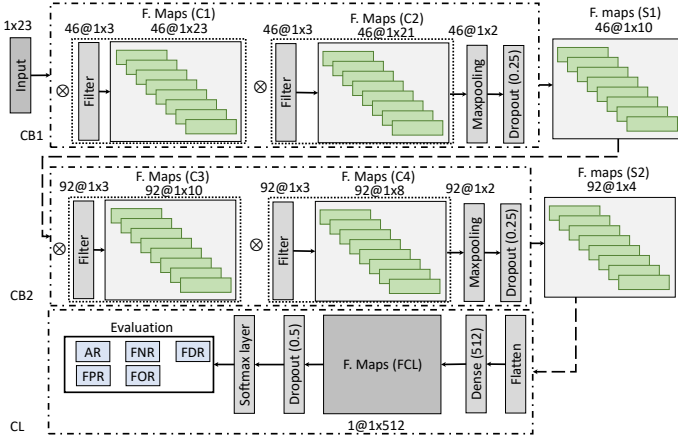 1x23
Input
CB1
F. Maps (C1)
46@1x3
46@1x23
⊗
Filter
F. Maps (C2)
46@1x3
46@1x21
⊗
Filter
46@1x2
Maxpooling
Dropout (0.25)
F. maps (S1)
46@1x10
CB2
F. Maps (C3)
92@1x3
92@1x10
⊗
Filter
F. Maps (C4)
92@1x3
92@1x8
⊗
Filter
92@1x2
Maxpooling
Dropout (0.25)
F. maps (S2)
92@1x4
CL
Evaluation
AR
FNR
FDR
FPR
FOR
Softmax layer
Dropout (0.5)
F. Maps (FCL)
1@1x512
Dense (512)
Flatten